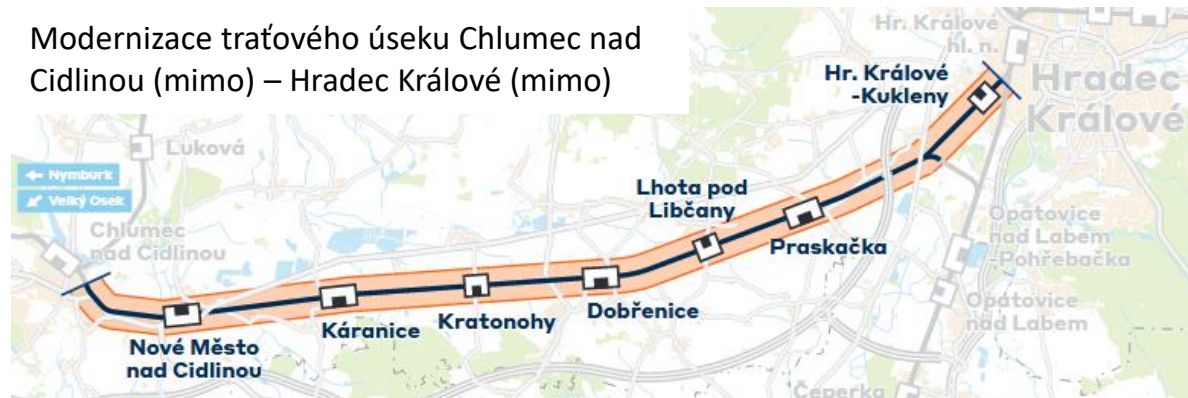 Modernizace traťového úseku Chlumec nad
Cidlinou (mimo) – Hradec Králové (mimo)
Hr. Králové
hl. n.
Hr. Králové
-Kukleny
Hradec
Králové
Luková
Nymburk
Velký Osek
Chlumec
nad Cidlinou
Lhota pod
Libčany
Praskačka
Opatovice
nad Labem
-Pohřebačka
Nové Město
nad Cidlinou
Káranice
Kratonohy
Dobřenice
Opatovice
nad Labem
Čeperka